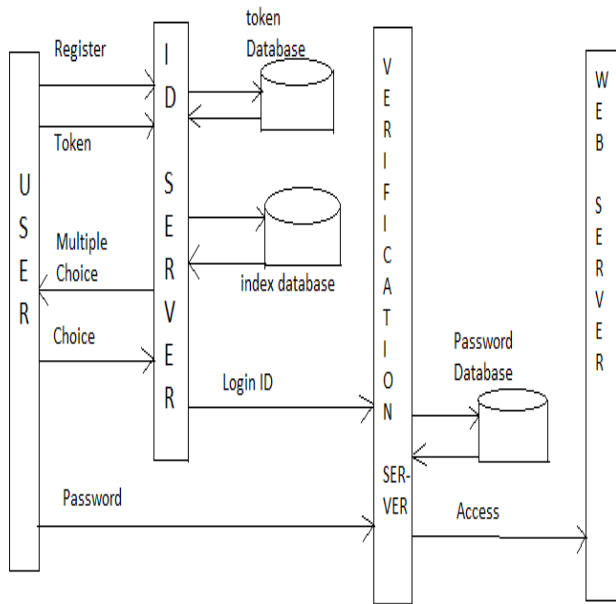 token
Database
Register
Token
USER
ID SERVER
VERIFICATION
SER-
VER
WEB SERVER
Multiple
Choice
index database
Choice
Login ID
Password
Database
Password
Access